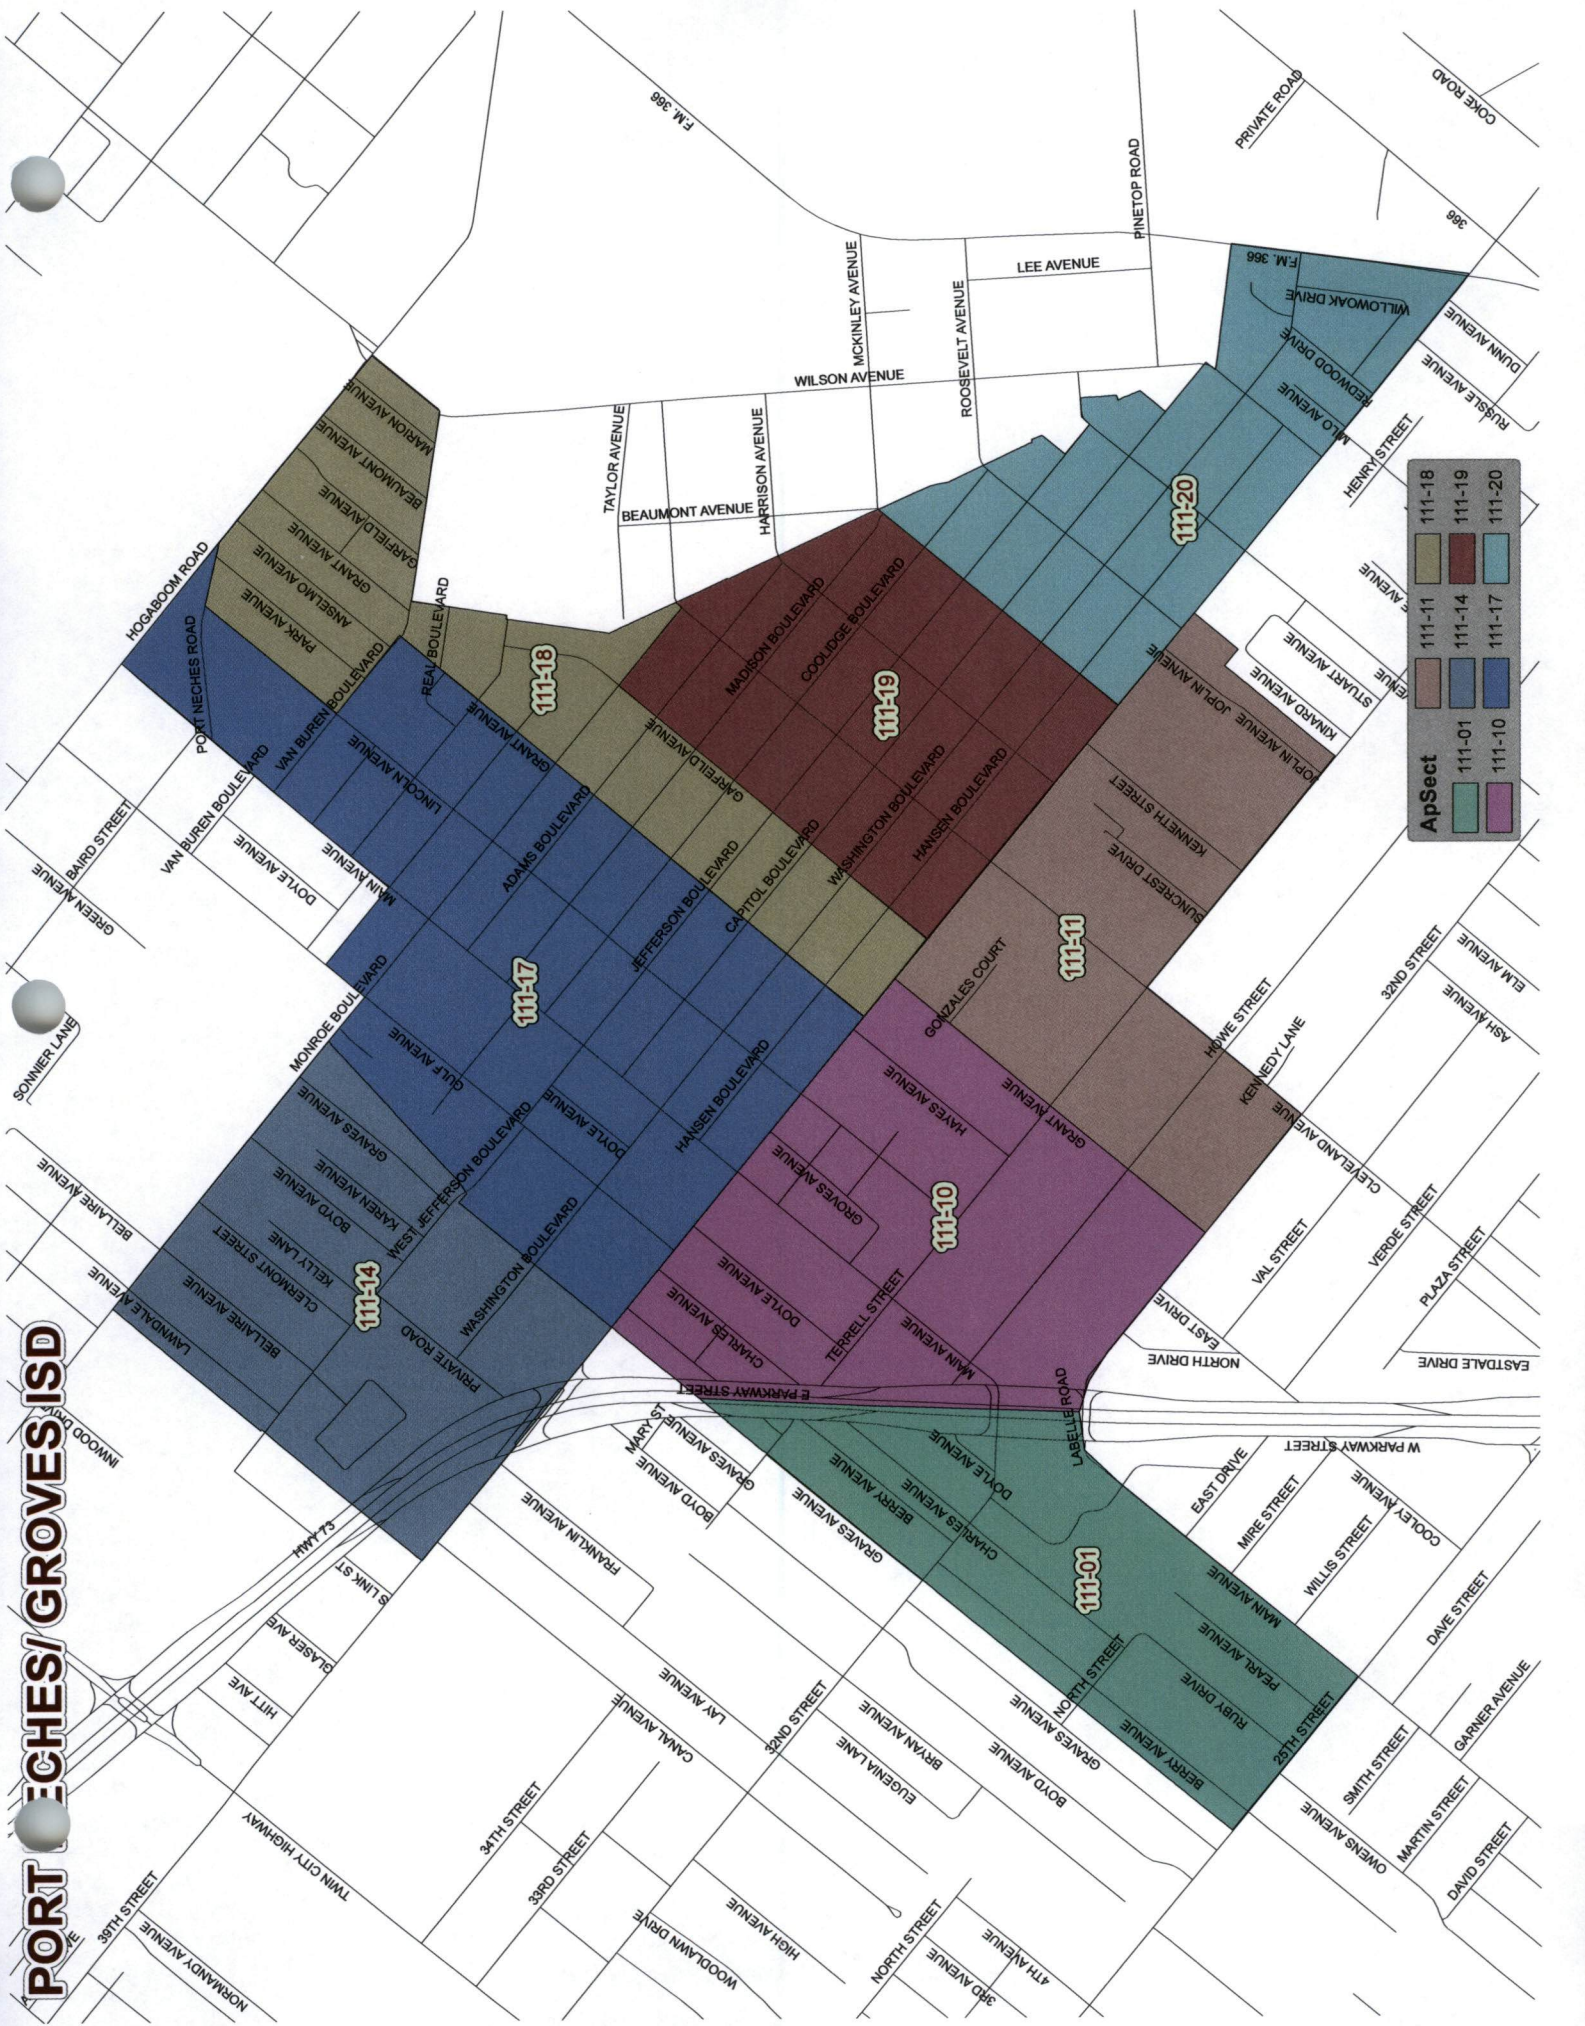 PORT ECHES/ GROVES ISD
HOGABOOM ROAD
PORT NECHES ROAD
VAN BUREN BOULEVARD
VAN BUREN BOULEVARD
BAIRD STREET
GREEN AVENUE
DOYLE AVENUE
MAIN AVENUE
MONROE BOULEVARD
SONNIER LANE
BELLAIRE AVENUE
LAWNDALE AVENUE
INWOOD DRIVE
MARION AVENUE
BEAUMONT AVENUE
GARFIELD AVENUE
GRANT AVENUE
ANSELMO AVENUE
PARK AVENUE
REAL BOULEVARD
111-18
GRANT AVENUE
GARFEILD AVENUE
LINCOLN AVENUE
ADAMS BOULEVARD
JEFFERSON BOULEVARD
CAPITOL BOULEVARD
111-17
GULF AVENUE
DOYLE AVENUE
HANSEN BOULEVARD
WEST JEFFERSON BOULEVARD
WASHINGTON BOULEVARD
GRAVES AVENUE
KAREN AVENUE
BOYD AVENUE
KELLY LANE
CLERMONT STREET
BELLAIRE AVENUE
LAWNDALE
PRIVATE ROAD
111-14
F.M. 366
TAYLOR AVENUE
BEAUMONT AVENUE
HARRISON AVENUE
WILSON AVENUE
MCKINLEY AVENUE
ROOSEVELT AVENUE
LEE AVENUE
PINETOP ROAD
PRIVATE ROAD
COKE ROAD
366
F.M. 366
WILLOWOAK DRIVE
REDWOOD DRIVE
MILO AVENUE
DUNN AVENUE
RUSSLE AVENUE
HENRY STREET
111-20
MADISON BOULEVARD
COOLIDGE BOULEVARD
111-19
WASHINGTON BOULEVARD
HANSEN BOULEVARD
JOPLIN AVENUE
JOPLIN AVENUE
JOPLIN AVENUE
STUART AVENUE
KINARD AVENUE
KENNETH STREET
SUNCREST DRIVE
111-11
GONZALES COURT
HOWE STREET
KENNEDY LANE
CLEVELAND AVENUE
32ND STREET
ELM AVENUE
ASH AVENUE
HAYES AVENUE
GRANT AVENUE
GROVES AVENUE
111-10
DOYLE AVENUE
CHARLES AVENUE
CHARLES AVENUE
TERRELL STREET
MAIN AVENUE
E PARKWAY STREET
LABELLE ROAD
EAST DRIVE
NORTH DRIVE
VAL STREET
VERDE STREET
PLAZA STREET
EASTDALE DRIVE
W PARKWAY STREET
EAST DRIVE
MIRE STREET
WILLIS STREET
COOLEY AVENUE
DAVE STREET
MAIN AVENUE
DOYLE AVENUE
BERRY AVENUE
CHARLES AVENUE
111-01
PEARL AVENUE
RUBY DRIVE
NORTH STREET
BERRY AVENUE
25TH STREET
GRAVES AVENUE
GRAVES AVENUE
GRAVES AVENUE
MARY ST
BOYD AVENUE
FRANKLIN AVENUE
HWY 73
S LINK ST
GLASER AVE
HITT AVE
LAY AVENUE
CANAL AVENUE
32ND STREET
34TH STREET
33RD STREET
TWIN CITY HIGHWAY
39TH STREET
NORMANDY AVENUE
WOODLAWN DRIVE
HIGH AVENUE
BRYAN AVENUE
EUGENIA LANE
BOYD AVENUE
NORTH STREET
3RD AVENUE
4TH AVENUE
OWENS AVENUE
SMITH STREET
MARTIN STREET
DAVID STREET
GARNER AVENUE
ApSect
111-01
111-10
111-11
111-14
111-17
111-18
111-19
111-20